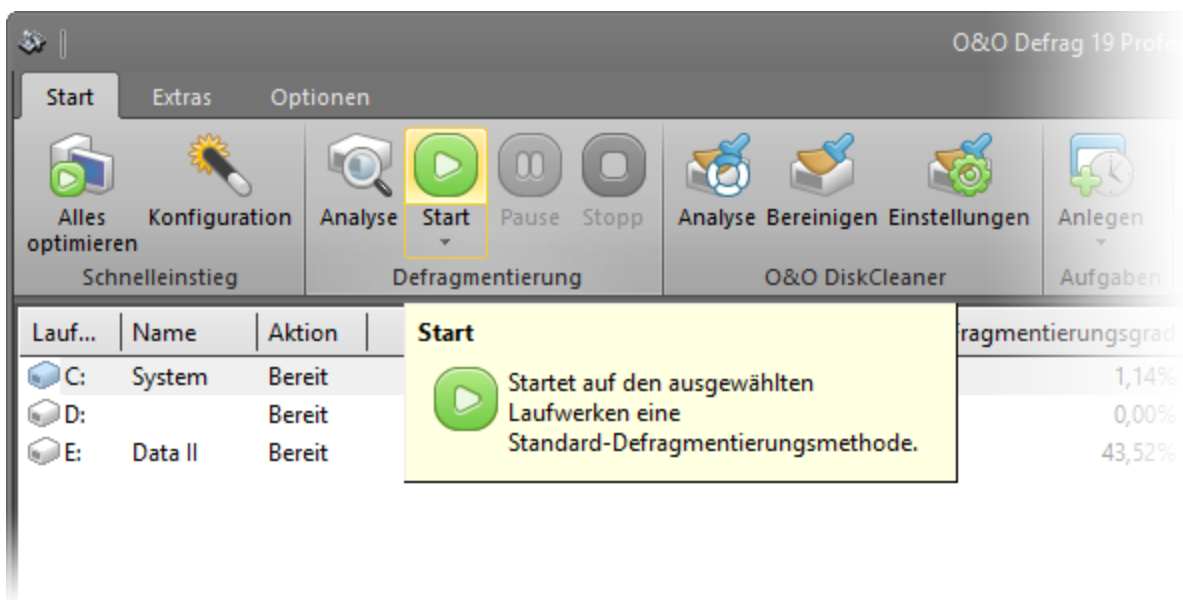 O&O Defrag 19 Profe
Start Extras Optionen
Alles optimieren Konfiguration Analyse Start Pause Stopp Analyse Bereinigen Einstellungen Anlegen
Schnelleinstieg Defragmentierung O&O DiskCleaner Aufgaben
Lauf... Name Aktion ragmentierungsgrad
Start
C: System Bereit 1,14%
D: Bereit 0,00%
E: Data II Bereit 43,52%
Startet auf den ausgewählten
Laufwerken eine
Standard-Defragmentierungsmethode.